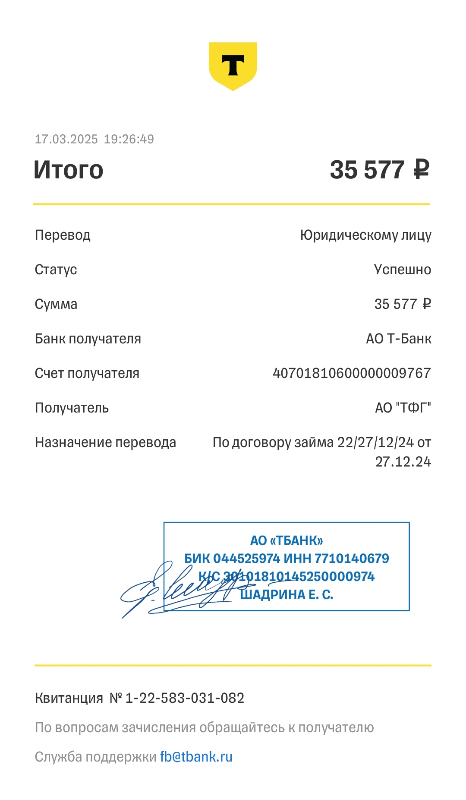 Т
17.03.2025 19:26:49
Итого 35 577 ₽
Перевод Юридическому лицу
Статус Успешно
Сумма 35 577 ₽
Банк получателя АО Т-Банк
Счет получателя 40701810600000009767
Получатель АО "ТФГ"
Назначение перевода По договору займа 22/27/12/24 от
27.12.24
АО «ТБАНК»
БИК 044525974 ИНН 7710140679
К/С 30101810145250000974
ШАДРИНА Е. С.
Квитанция № 1-22-583-031-082
По вопросам зачисления обращайтесь к получателю
Служба поддержки fb@tbank.ru